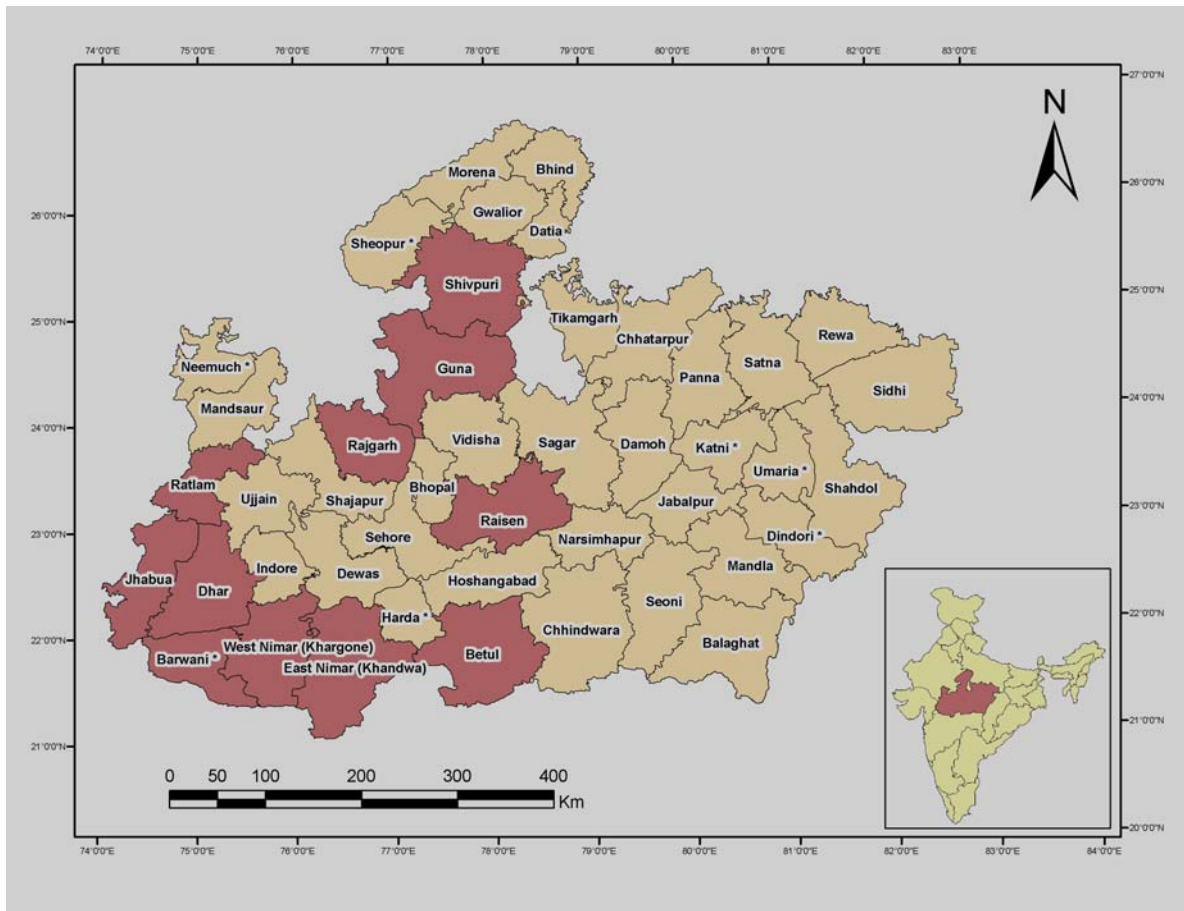 74°0'0"E 75°0'0"E 76°0'0"E 77°0'0"E 78°0'0"E 79°0'0"E 80°0'0"E 81°0'0"E 82°0'0"E 83°0'0"E
27°0'0"N
N
Bhind
Morena
26°0'0"N
Gwalior
26°0'0"N
Datia
Sheopur *
Shivpuri
25°0'0"N
Tikamgarh
25°0'0"N
Rewa
Chhatarpur
Neemuch *
Guna
Satna
Panna
Sidhi
Mandsaur
24°0'0"N
24°0'0"N
Rajgarh
Vidisha
Sagar
Damoh
Katni *
Umaria *
Ratlam
Bhopal
Shahdol
Ujjain
Shajapur
Jabalpur
Raisen
23°0'0"N
23°0'0"N
Sehore
Narsimhapur
Dindori *
Indore
Dewas
Mandla
Jhabua
Hoshangabad
Dhar
Seoni
Harda *
22°0'0"N
22°0'0"N
Chhindwara
West Nimar (Khargone)
Balaghat
Barwani *
Betul
East Nimar (Khandwa)
21°0'0"N
21°0'0"N
0 50 100 200 300 400
Km
20°0'0"N
74°0'0"E 75°0'0"E 76°0'0"E 77°0'0"E 78°0'0"E 79°0'0"E 80°0'0"E 81°0'0"E 82°0'0"E 83°0'0"E 84°0'0"E